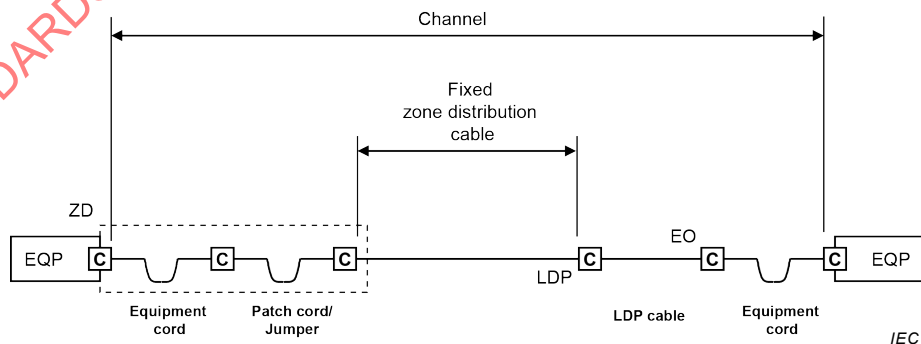 DARDS
Channel
Fixed
zone distribution
cable
ZD
EQP
C
C
C
LDP
C
EO
C
C
EQP
Equipment
cord
Patch cord/
Jumper
LDP cable
Equipment
cord
IEC